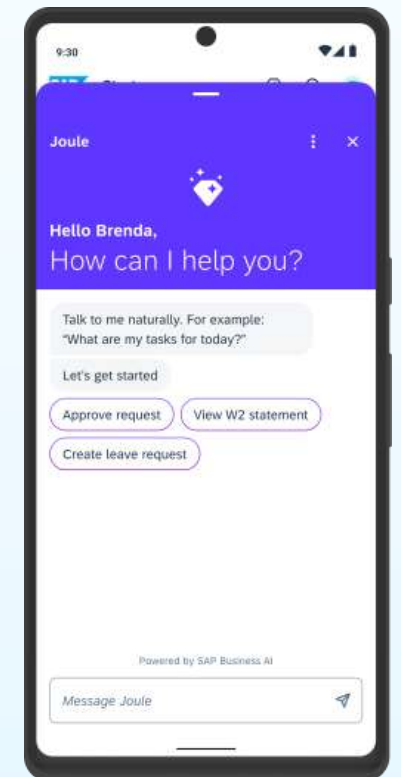 9:30
Joule
Hello Brenda,
How can I help you?
Talk to me naturally. For example:
"What are my tasks for today?"
Let's get started
Approve request
View W2 statement
Create leave request
Powered by SAP Business AI
Message Joule